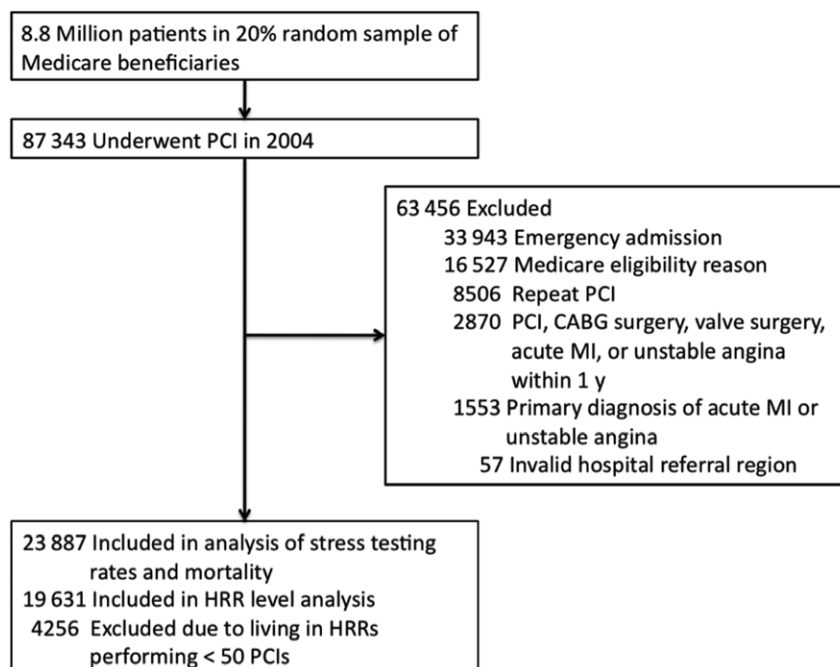 8.8 Million patients in 20% random sample of
Medicare beneficiaries
87 343 Underwent PCI in 2004
63 456 Excluded
33 943 Emergency admission
16 527 Medicare eligibility reason
8506 Repeat PCI
2870 PCI, CABG surgery, valve surgery,
acute MI, or unstable angina
within 1 y
1553 Primary diagnosis of acute MI or
unstable angina
57 Invalid hospital referral region
23 887 Included in analysis of stress testing
rates and mortality
19 631 Included in HRR level analysis
4256 Excluded due to living in HRRs
performing < 50 PCIs